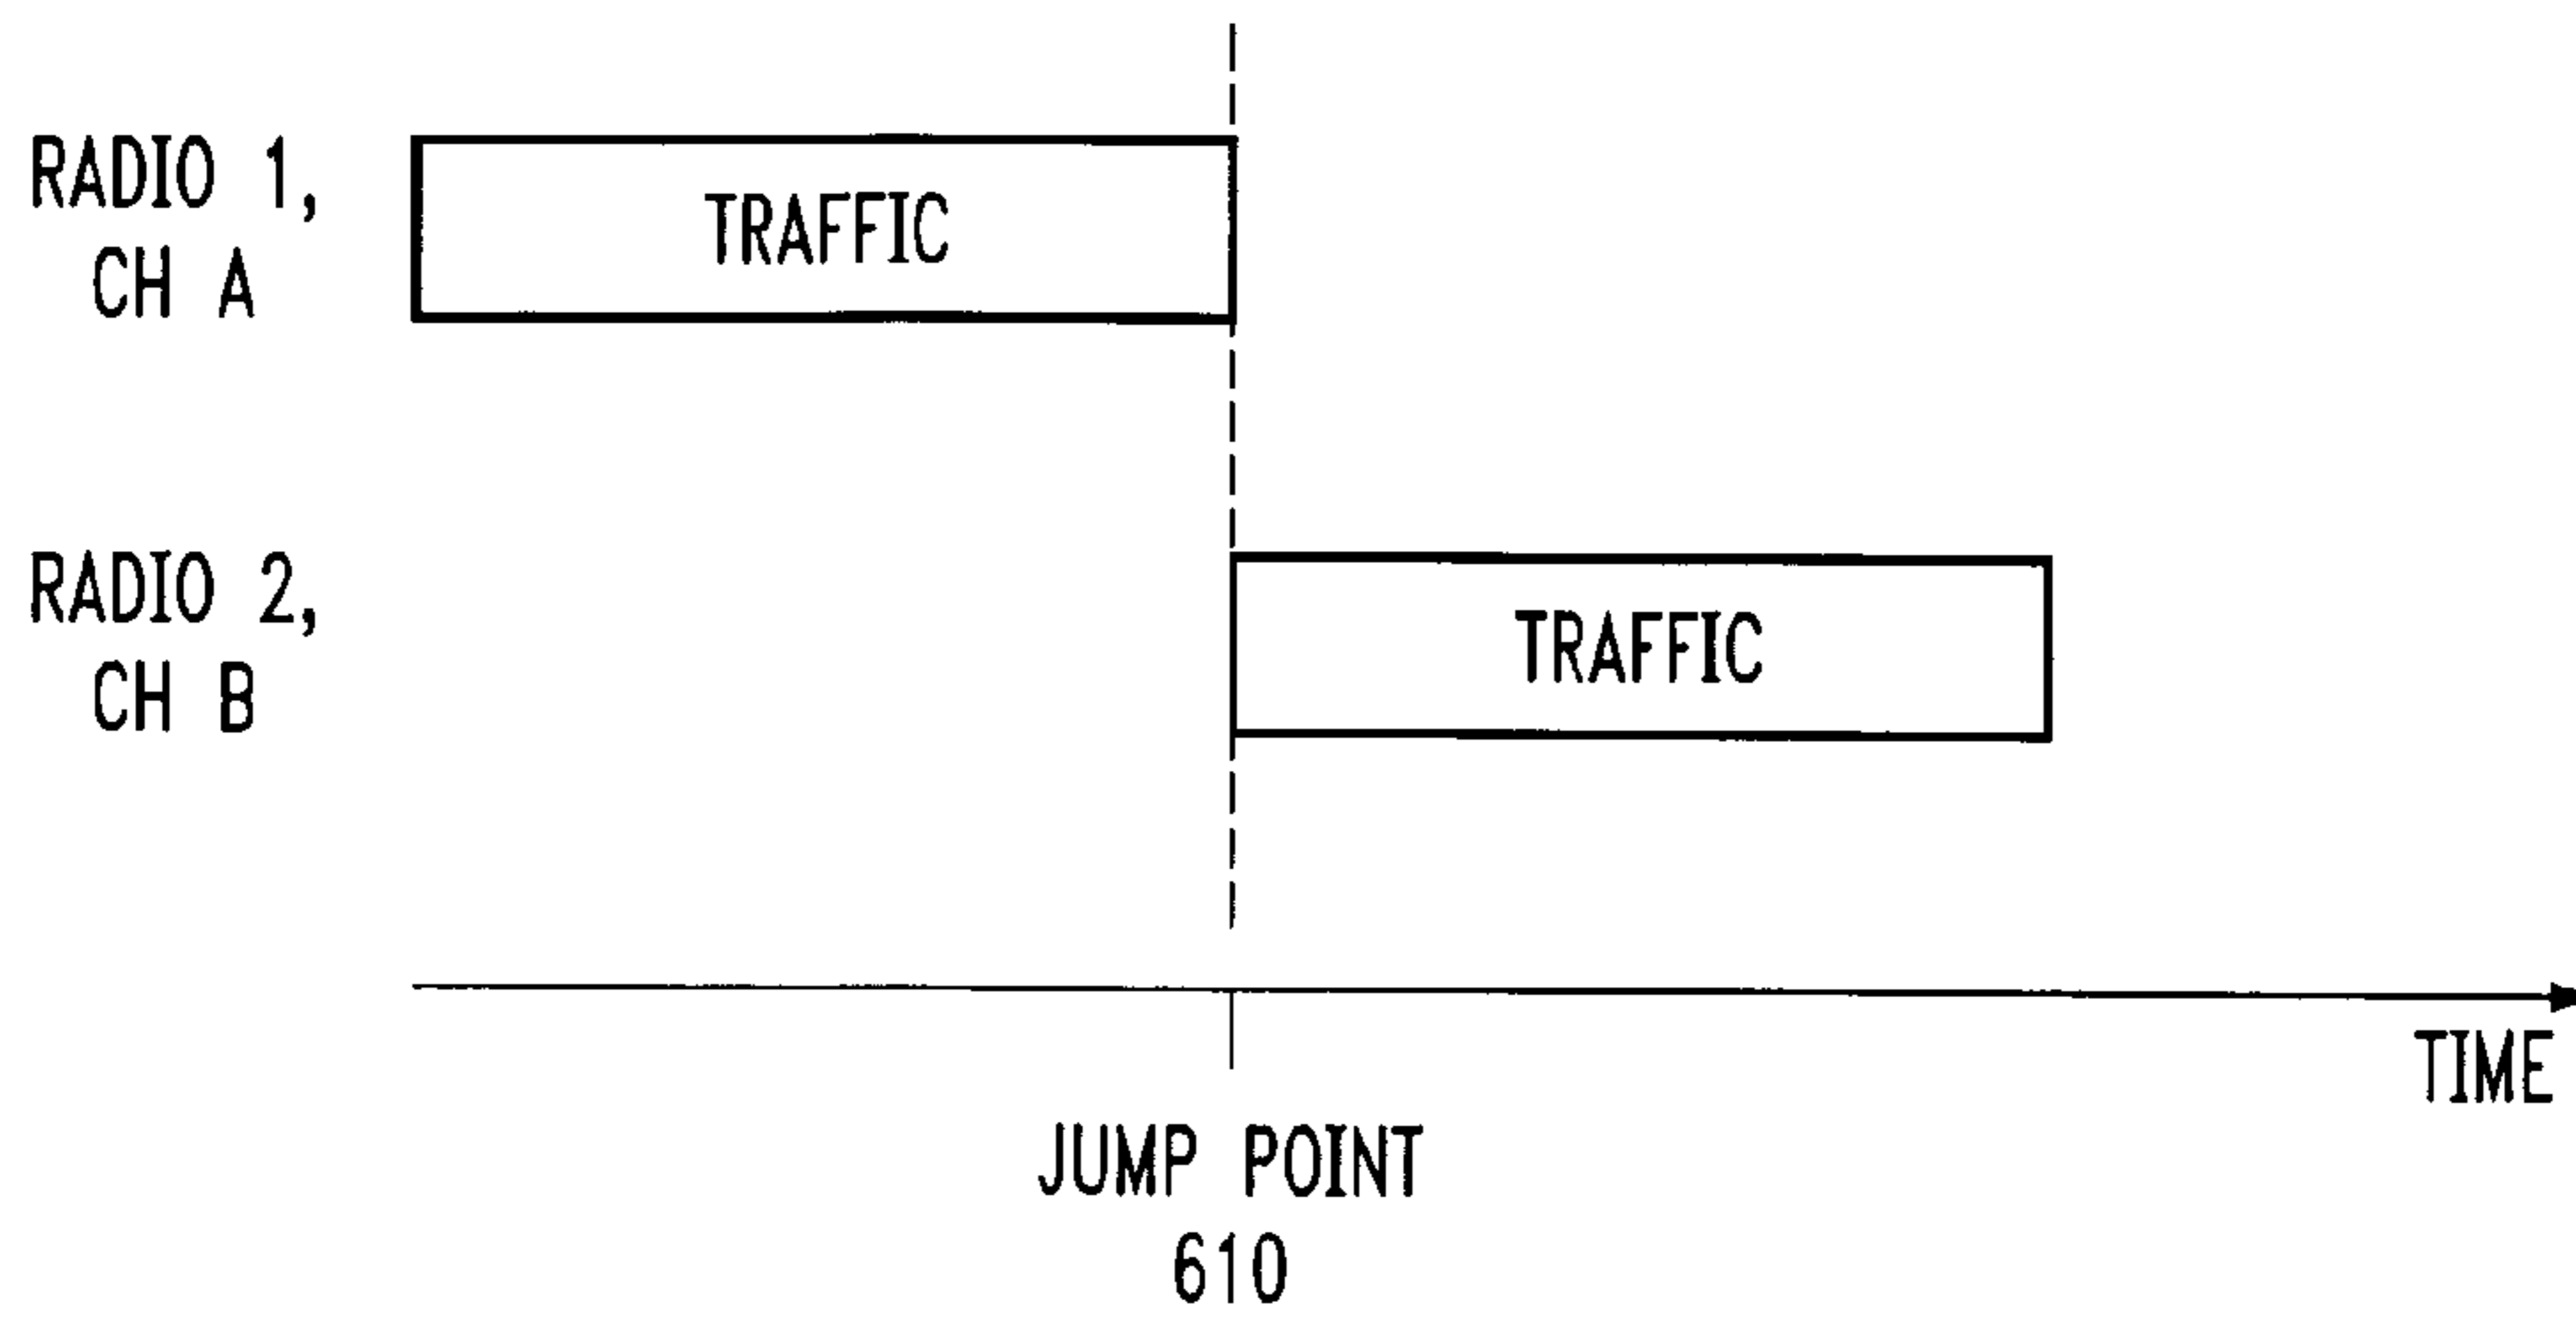 RADIO 1,
CH A
TRAFFIC
RADIO 2,
CH B
TRAFFIC
TIME
JUMP POINT
610